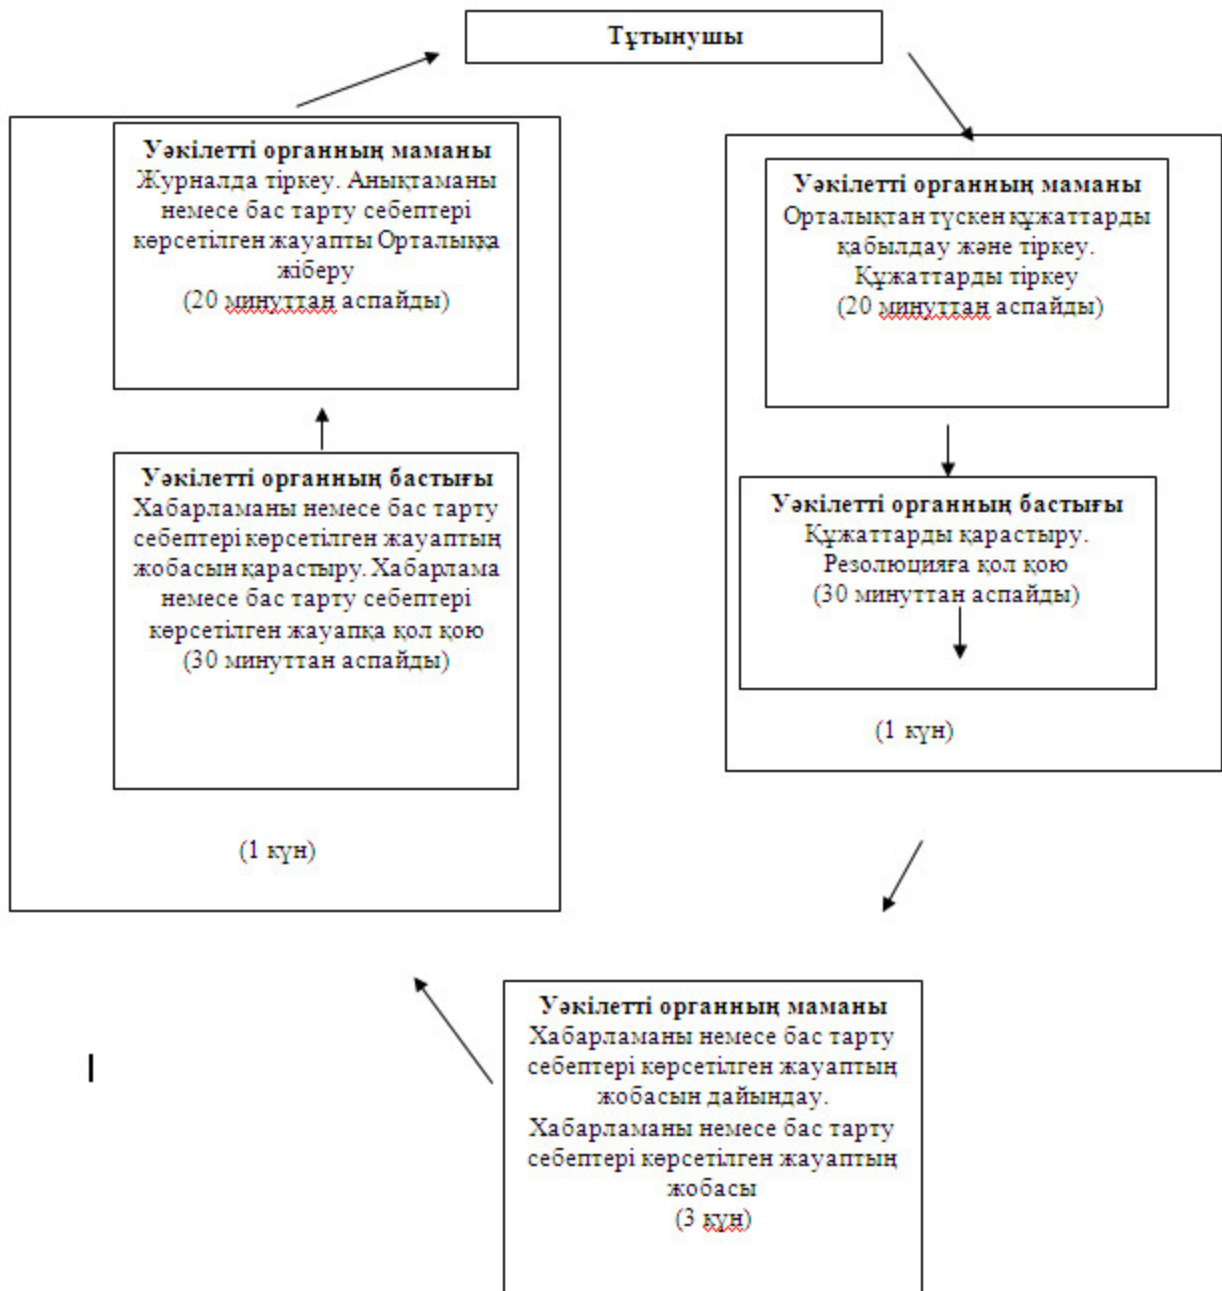 Тұтынушы
Уәкілетті органның маманы
Журналда тіркеу. Анықтаманы
немесе бас тарту себептері
көрсетілген жауапты Орталыққа
жіберу
(20 минуттан аспайды)
Уәкілетті органның бастығы
Хабарламаны немесе бас тарту
себептері көрсетілген жауаптың
жобасын қарастыру. Хабарлама
немесе бас тарту себептері
көрсетілген жауапқа қол қою
(30 минуттан аспайды)
(1 күн)
Уәкілетті органның маманы
Орталықтан түскен құжаттарды
қабылдау және тіркеу.
Құжаттарды тіркеу
(20 минуттан аспайды)
Уәкілетті органның бастығы
Құжаттарды қарастыру.
Резолюцияға қол қою
(30 минуттан аспайды)
(1 күн)
Уәкілетті органның маманы
Хабарламаны немесе бас тарту
себептері көрсетілген жауаптың
жобасын дайындау.
Хабарламаны немесе бас тарту
себептері көрсетілген жауаптың
жобасы
(3 күн)